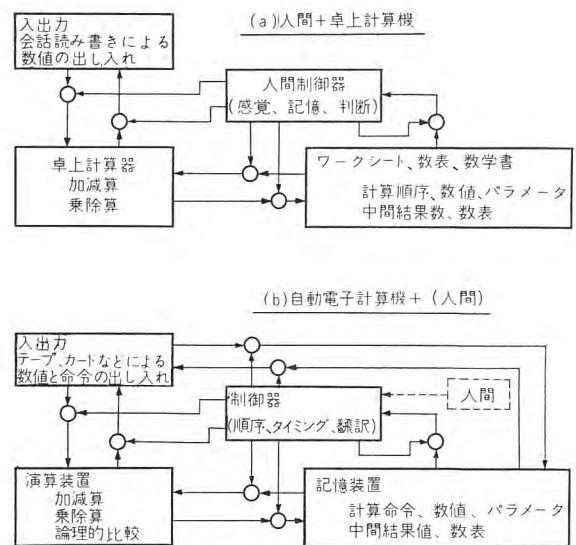 (a)人間+卓上計算機
入出力
会話読み書きによる
数値の出し入れ
人間制御器
(感覚、記憶、判断)
卓上計算器
加減算
乗除算
ワークシート、数表、数学書
計算順序、数値、パラメータ
中間結果数、数表
(b)自動電子計算機+(人間)
入出力
テープ、カードなどによる
数値と命令の出し入れ
制御器
(順序、タイミング、翻訳)
人間
演算装置
加減算
乗除算
論理的比較
記憶装置
計算命令、数値、パラメータ
中間結果値、数表